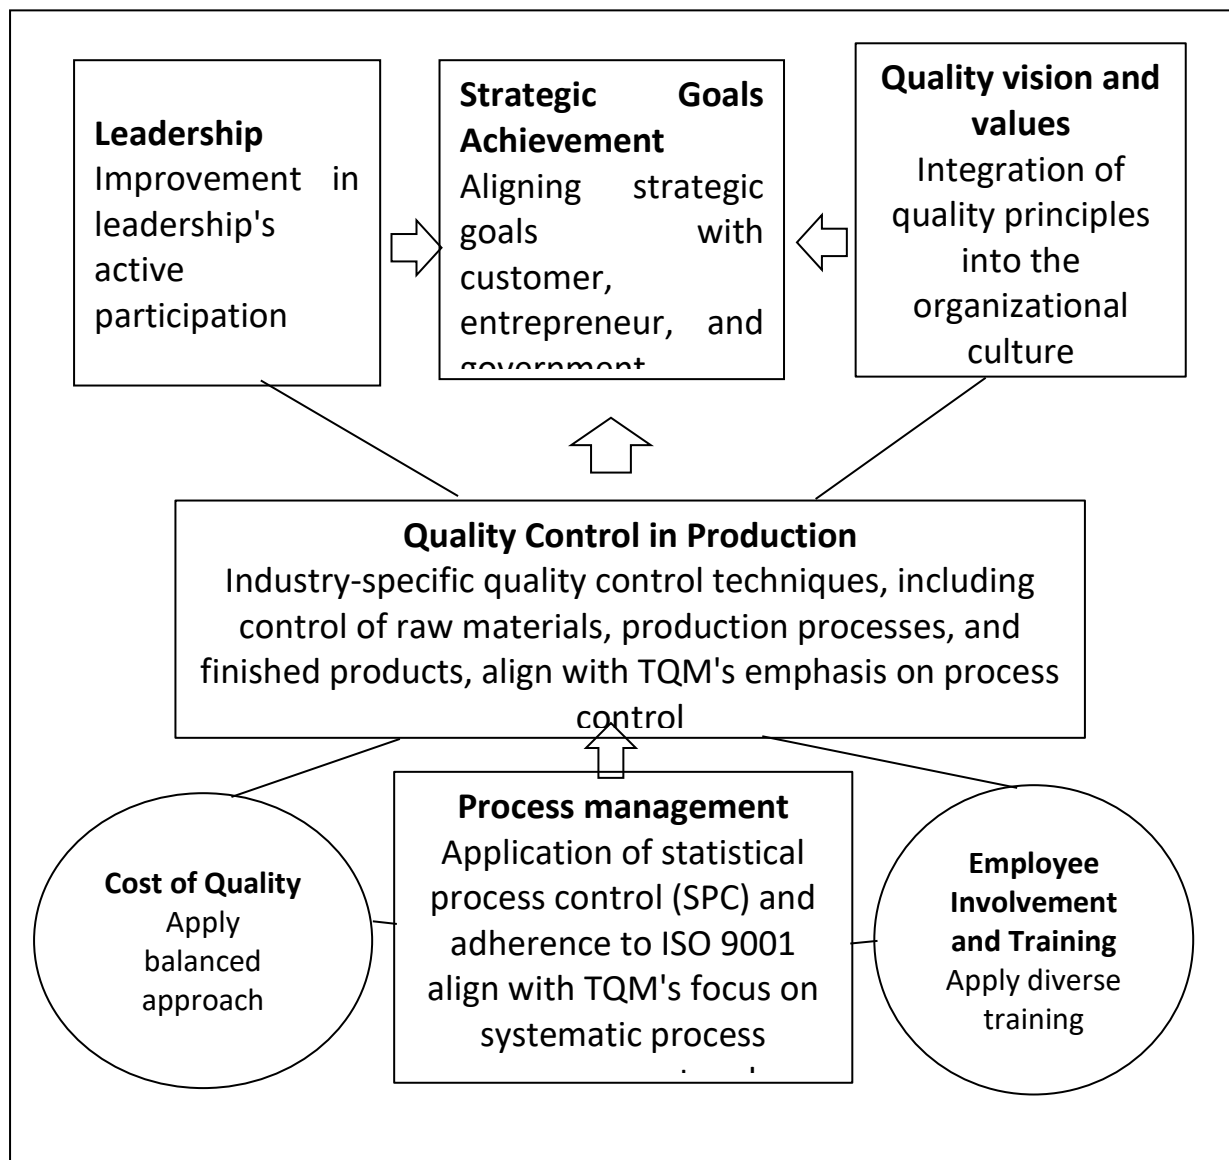 Leadership
Improvement in
leadership's
active
participation
Strategic Goals
Achievement
Aligning strategic
goals with
customer,
entrepreneur, and
government
Quality vision and
values
Integration of
quality principles
into the
organizational
culture
Quality Control in Production
Industry-specific quality control techniques, including
control of raw materials, production processes, and
finished products, align with TQM's emphasis on process
control
Cost of Quality
Apply
balanced
approach
Process management
Application of statistical
process control (SPC) and
adherence to ISO 9001
align with TQM's focus on
systematic process
Employee
Involvement
and Training
Apply diverse
training